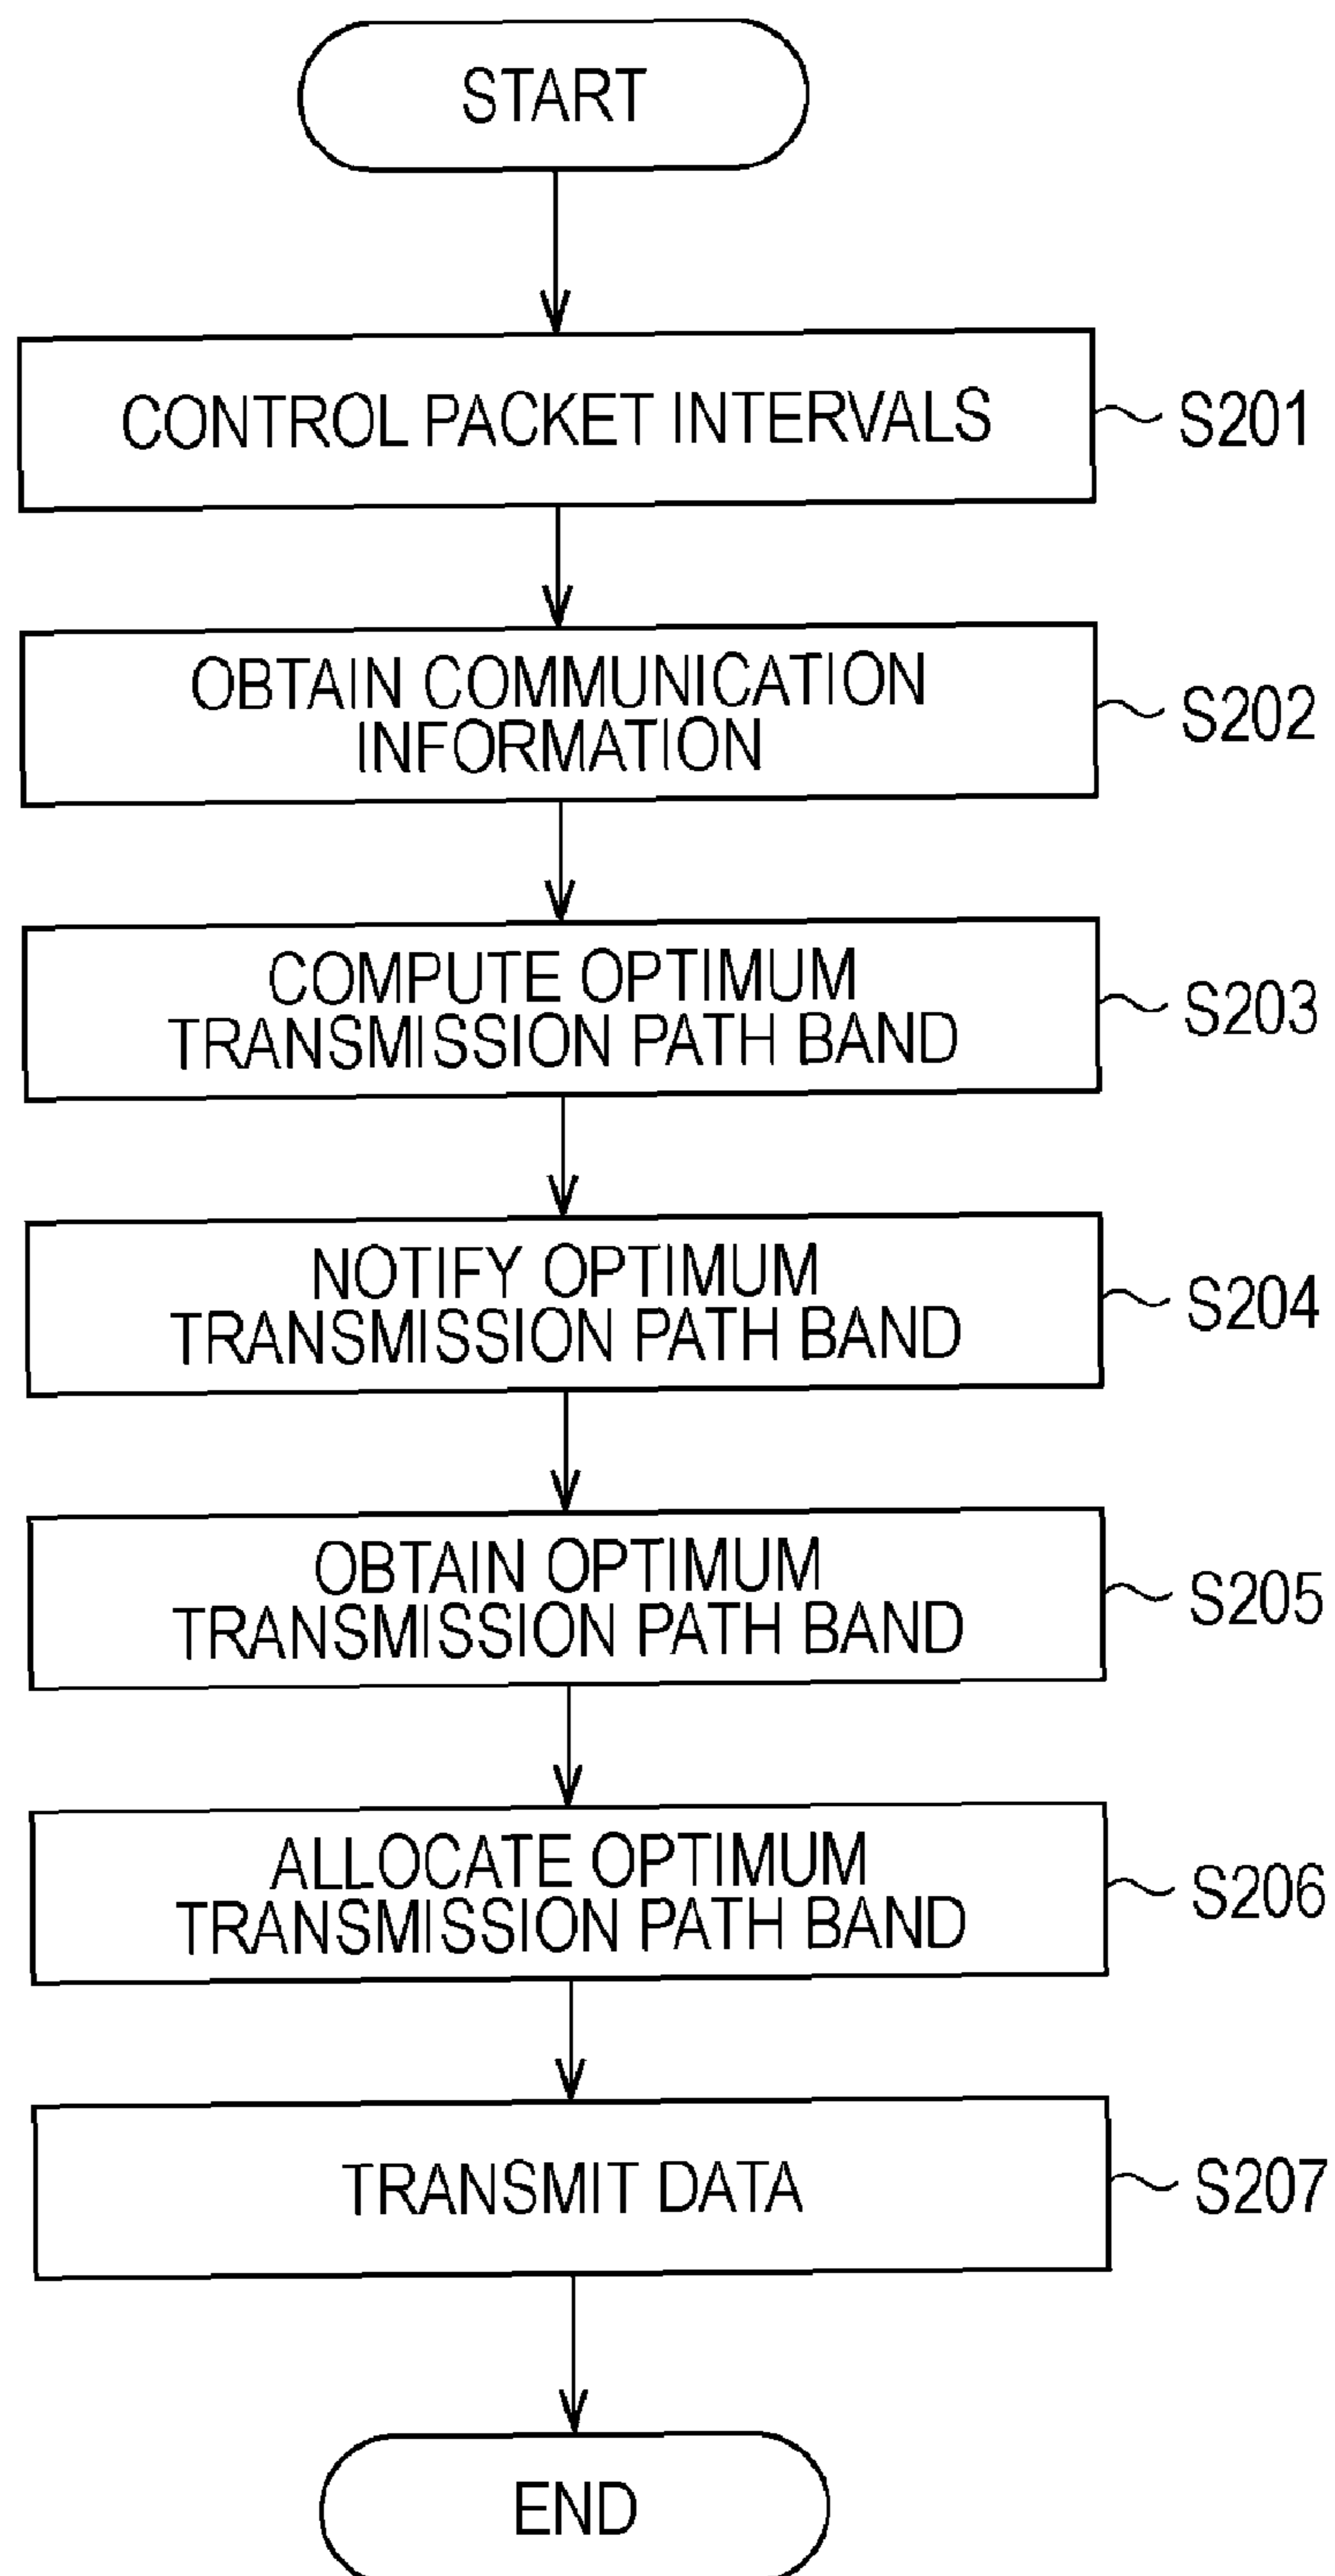 START
CONTROL PACKET INTERVALS
S201
OBTAIN COMMUNICATION
INFORMATION
S202
COMPUTE OPTIMUM
TRANSMISSION PATH BAND
S203
NOTIFY OPTIMUM
TRANSMISSION PATH BAND
S204
OBTAIN OPTIMUM
TRANSMISSION PATH BAND
S205
ALLOCATE OPTIMUM
TRANSMISSION PATH BAND
S206
TRANSMIT DATA
S207
END